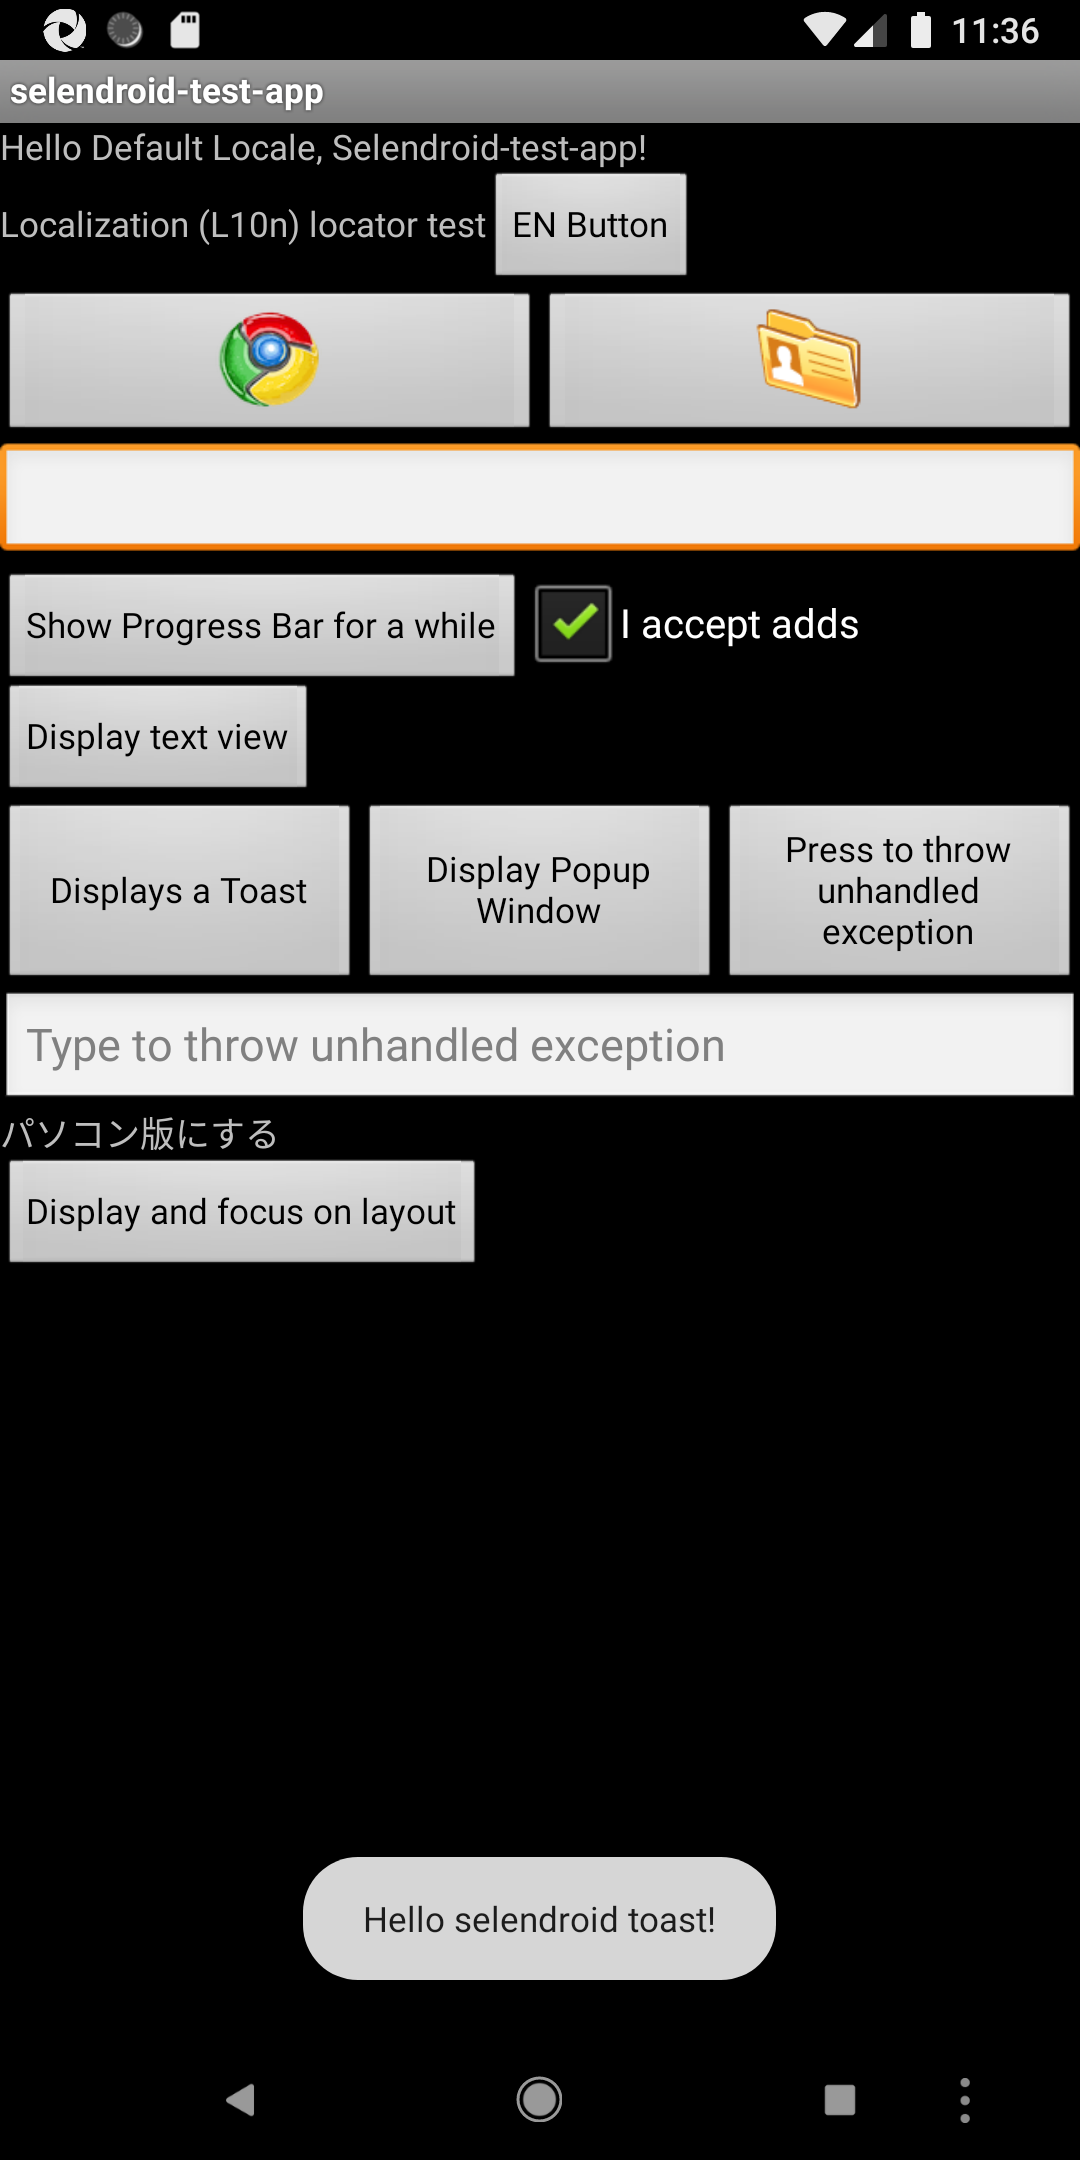 11:36
selendroid-test-app
Hello Default Locale, Selendroid-test-app!
Localization (L10n) locator test EN Button
Show Progress Bar for a while I accept adds
Display text view
Displays a Toast
Display Popup
Window
Press to throw
unhandled
exception
Type to throw unhandled exception
パソコン版にする
Display and focus on layout
Hello selendroid toast!